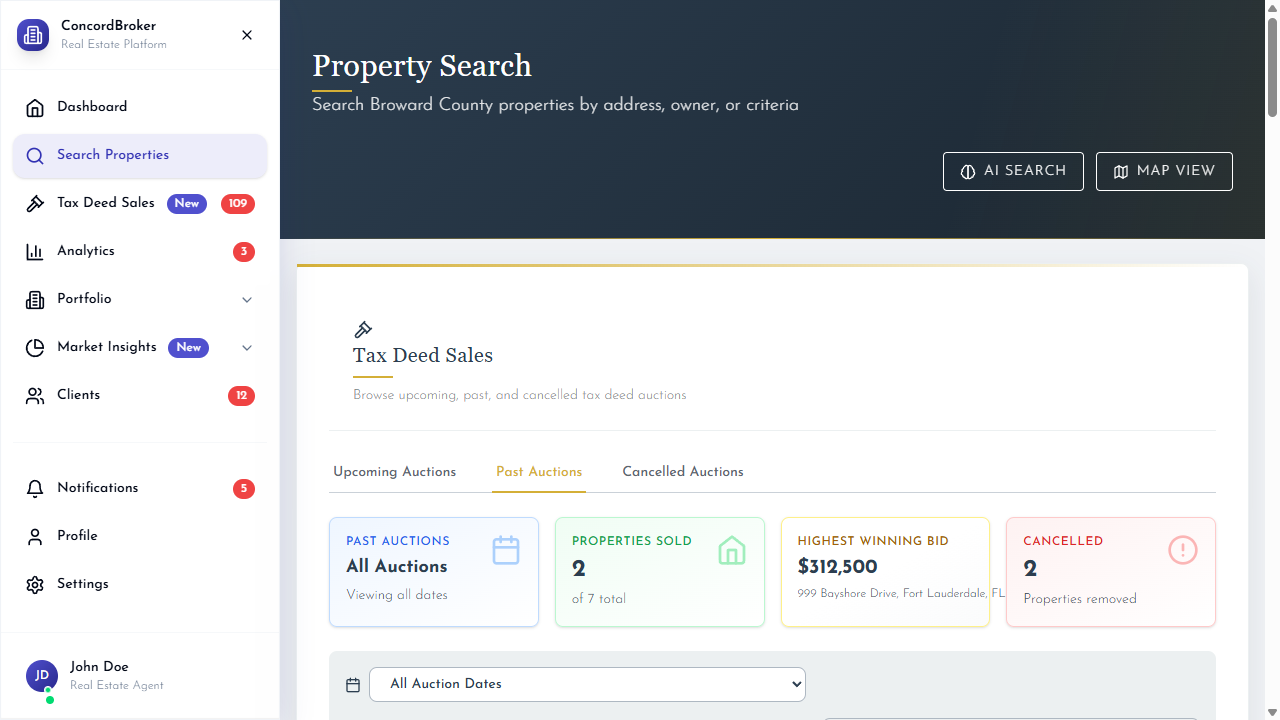 ConcordBroker
Real Estate Platform
Dashboard
Search Properties
Tax Deed Sales New 109
Analytics 3
Portfolio
Market Insights New
Clients 12
Notifications 5
Profile
Settings
JD
John Doe
Real Estate Agent
Property Search
Search Broward County properties by address, owner, or criteria
AI SEARCH
MAP VIEW
Tax Deed Sales
Browse upcoming, past, and cancelled tax deed auctions
Upcoming Auctions
Past Auctions
Cancelled Auctions
PAST AUCTIONS
All Auctions
Viewing all dates
PROPERTIES SOLD
2
of 7 total
HIGHEST WINNING BID
$312,500
999 Bayshore Drive, Fort Lauderdale, FL
CANCELLED
2
Properties removed
All Auction Dates